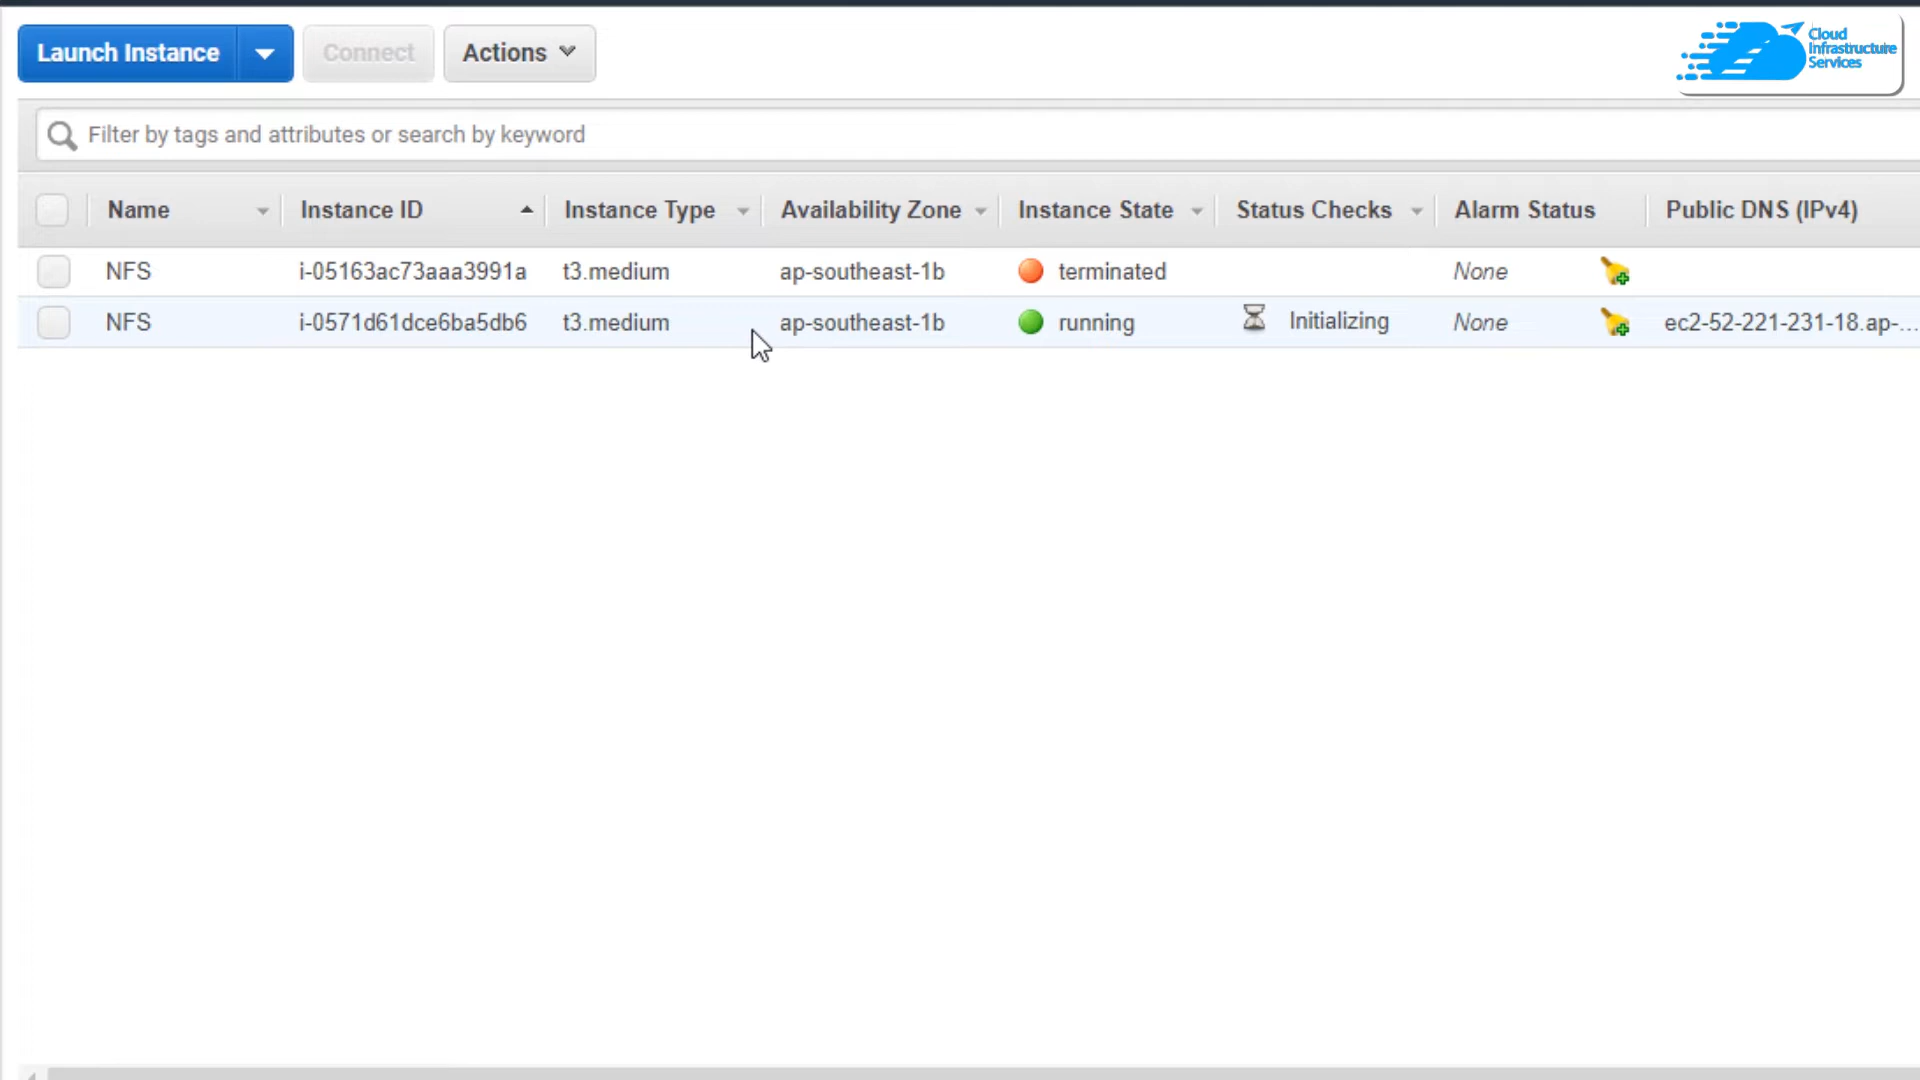 Launch Instance
Connect
Actions
Cloud
Infrastructure
Services
Filter by tags and attributes or search by keyword
Name Instance ID Instance Type Availability Zone Instance State Status Checks Alarm Status Public DNS (IPv4)
NFS i-05163ac73aaa3991a t3.medium ap-southeast-1b terminated None
NFS i-0571d61dce6ba5db6 t3.medium ap-southeast-1b running Initializing None ec2-52-221-231-18.ap-...